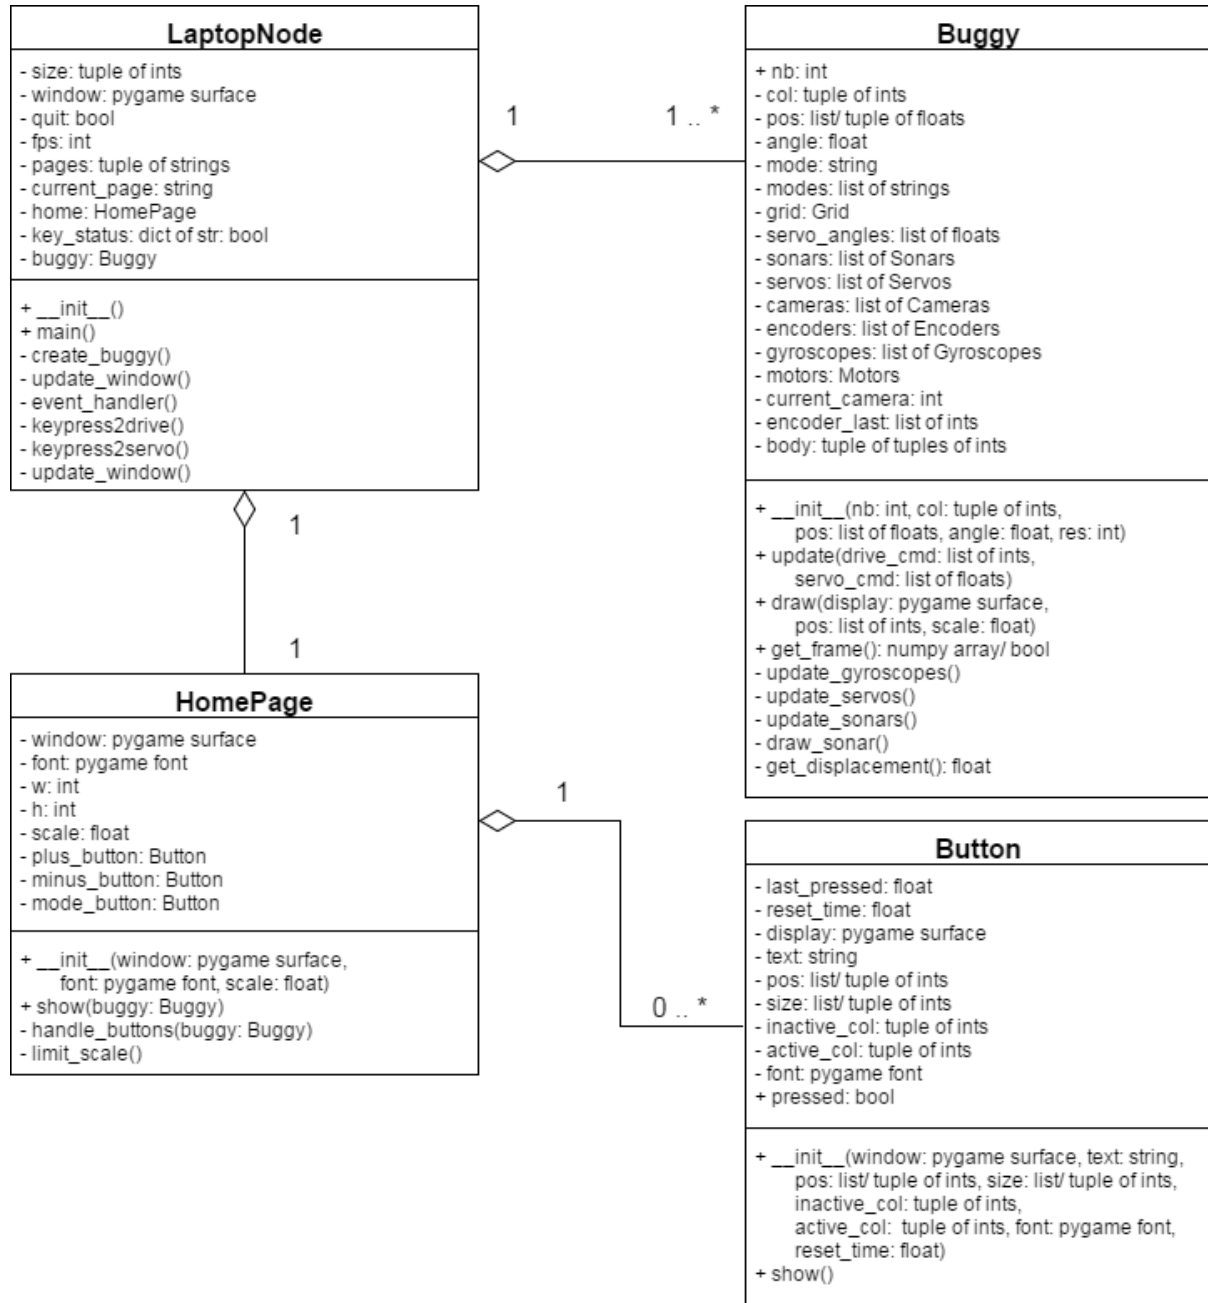 LaptopNode
- size: tuple of ints
- window: pygame surface
- quit: bool
- fps: int
- pages: tuple of strings
- current_page: string
- home: HomePage
- key_status: dict of str: bool
- buggy: Buggy
+ __init__()
+ main()
- create_buggy()
- update_window()
- event_handler()
- keypress2drive()
- keypress2servo()
- update_window()
1
1 .. *
Buggy
+ nb: int
- col: tuple of ints
- pos: list/ tuple of floats
- angle: float
- mode: string
- modes: list of strings
- grid: Grid
- servo_angles: list of floats
- sonars: list of Sonars
- servos: list of Servos
- cameras: list of Cameras
- encoders: list of Encoders
- gyroscopes: list of Gyroscopes
- motors: Motors
- current_camera: int
- encoder_last: list of ints
- body: tuple of tuples of ints
+ __init__(nb: int, col: tuple of ints,
pos: list of floats, angle: float, res: int)
+ update(drive_cmd: list of ints,
servo_cmd: list of floats)
+ draw(display: pygame surface,
pos: list of ints, scale: float)
+ get_frame(): numpy array/ bool
- update_gyroscopes()
- update_servos()
- update_sonars()
- draw_sonar()
- get_displacement(): float
1
1
HomePage
- window: pygame surface
- font: pygame font
- w: int
- h: int
- scale: float
- plus_button: Button
- minus_button: Button
- mode_button: Button
+ __init__(window: pygame surface,
font: pygame font, scale: float)
+ show(buggy: Buggy)
- handle_buttons(buggy: Buggy)
- limit_scale()
1
0 .. *
Button
- last_pressed: float
- reset_time: float
- display: pygame surface
- text: string
- pos: list/ tuple of ints
- size: list/ tuple of ints
- inactive_col: tuple of ints
- active_col: tuple of ints
- font: pygame font
+ pressed: bool
+ __init__(window: pygame surface, text: string,
pos: list/ tuple of ints, size: list/ tuple of ints,
inactive_col: tuple of ints,
active_col: tuple of ints, font: pygame font,
reset_time: float)
+ show()